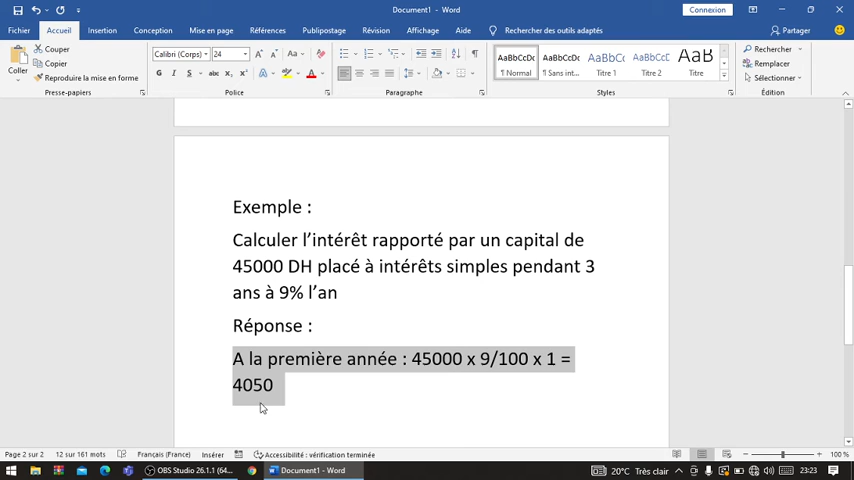 Document1 - Word
Connexion
Fichier Accueil Insertion Conception Mise en page Références Publipostage Révision Affichage Aide Rechercher des outils adaptés Partager
Coller
Couper
Copier
Reproduire la mise en forme
Presse-papiers
Calibri (Corps) 24
Police
Paragraphe
AaBbCcDc AaBbCcDc AaBbCc AaBbCcC AaB
¶ Normal ¶ Sans int... Titre 1 Titre 2 Titre
Styles
Rechercher
Remplacer
Sélectionner
Édition
Exemple :
Calculer l’intérêt rapporté par un capital de
45000 DH placé à intérêts simples pendant 3
ans à 9% l’an
Réponse :
A la première année : 45000 x 9/100 x 1 =
4050
Page 2 sur 2 12 sur 161 mots Français (France) Insérer Accessibilité : vérification terminée 100 %
OBS Studio 26.1.1 (64... Document1 - Word 20°C Très clair 23:23